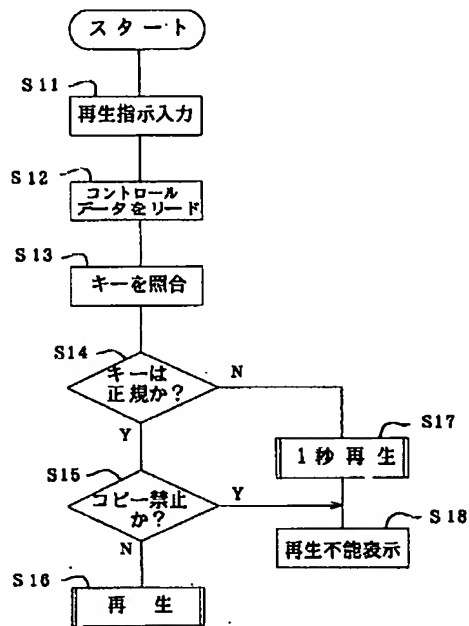 スタート
S11
再生指示入力
S12
コントロール
データをリード
S13
キーを照合
S14
キーは
正規か?
N
Y
S17
1秒再生
S15
コピー禁止
か?
Y
N
S18
再生不能表示
S16
再生